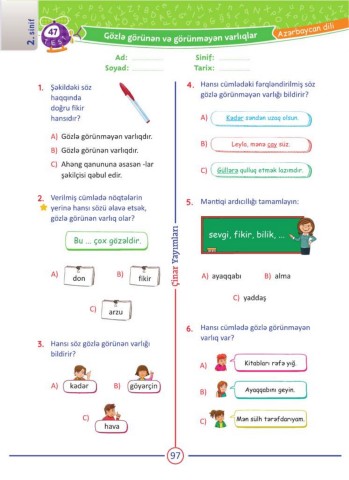 2. sinif
47
TEST
Gözlə görünən və görünməyən varlıqlar
Azərbaycan dili
Ad:
Sinif:
Soyad:
Tarix:
1. Şəkildəki söz
haqqında
doğru fikir
hansıdır?
A) Gözlə görünməyən varlıqdır.
B) Gözlə görünən varlıqdır.
C) Ahəng qanununa əsasən -lar
şəkilçisi qəbul edir.
2. Verilmiş cümlədə nöqtələrin
yerinə hansı sözü əlavə etsək,
gözlə görünən varlıq olar?
Bu ... çox gözəldir.
A) don
B) fikir
C) arzu
3. Hansı söz gözlə görünən varlığı
bildirir?
A) kədər
B) göyərçin
C) hava
Çinar Yayımları
4. Hansı cümlədəki fərqləndirilmiş söz
gözlə görünməyən varlığı bildirir?
A) Kədər səndən uzaq olsun.
B) Leyla, mənə çay süz.
C) Güllərə qulluq etmək lazımdır.
5. Məntiqi ardıcıllığı tamamlayın:
sevgi, fikir, bilik, ...
A) ayaqqabı
B) alma
C) yaddaş
6. Hansı cümlədə gözlə görünməyən
varlıq var?
A) Kitabları rəfə yığ.
B) Ayaqqabını geyin.
C) Mən sülh tərəfdarıyam.
97